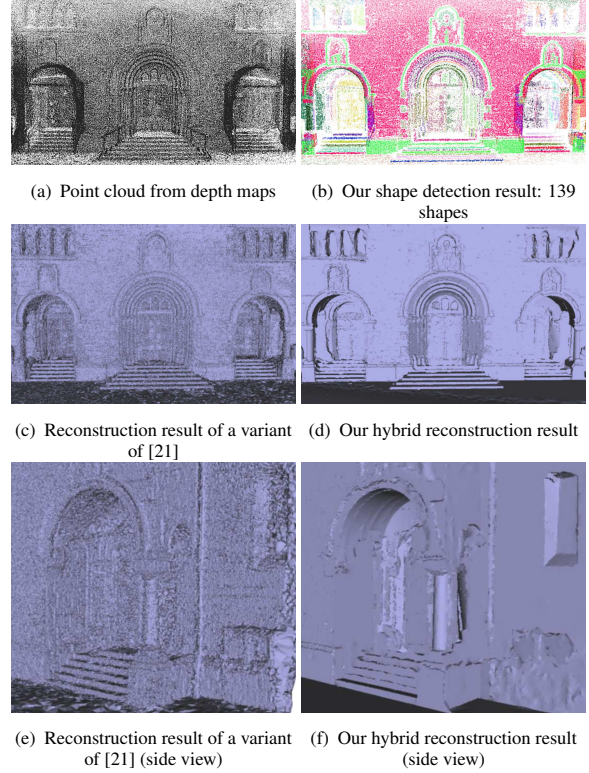 (a) Point cloud from depth maps
(b) Our shape detection result: 139
shapes
(c) Reconstruction result of a variant
of [21]
(d) Our hybrid reconstruction result
(e) Reconstruction result of a variant
of [21] (side view)
(f) Our hybrid reconstruction result
(side view)